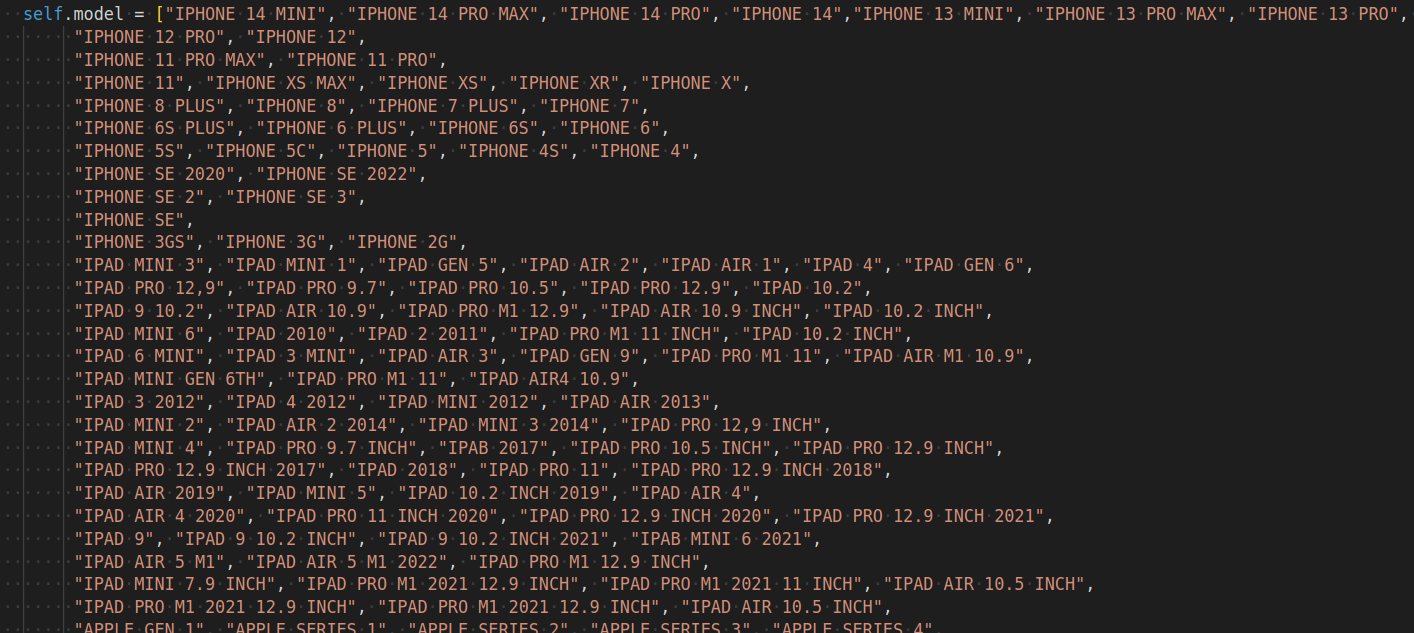 self.model = ["IPHONE 14 MINI", "IPHONE 14 PRO MAX", "IPHONE 14 PRO", "IPHONE 14","IPHONE 13 MINI", "IPHONE 13 PRO MAX", "IPHONE 13 PRO",
"IPHONE 12 PRO", "IPHONE 12",
"IPHONE 11 PRO MAX", "IPHONE 11 PRO",
"IPHONE 11", "IPHONE XS MAX", "IPHONE XS", "IPHONE XR", "IPHONE X",
"IPHONE 8 PLUS", "IPHONE 8", "IPHONE 7 PLUS", "IPHONE 7",
"IPHONE 6S PLUS", "IPHONE 6 PLUS", "IPHONE 6S", "IPHONE 6",
"IPHONE 5S", "IPHONE 5C", "IPHONE 5", "IPHONE 4S", "IPHONE 4",
"IPHONE SE 2020", "IPHONE SE 2022",
"IPHONE SE 2", "IPHONE SE 3",
"IPHONE SE",
"IPHONE 3GS", "IPHONE 3G", "IPHONE 2G",
"IPAD MINI 3", "IPAD MINI 1", "IPAD GEN 5", "IPAD AIR 2", "IPAD AIR 1", "IPAD 4", "IPAD GEN 6",
"IPAD PRO 12,9", "IPAD PRO 9.7", "IPAD PRO 10.5", "IPAD PRO 12.9", "IPAD 10.2",
"IPAD 9 10.2", "IPAD AIR 10.9", "IPAD PRO M1 12.9", "IPAD AIR 10.9 INCH", "IPAD 10.2 INCH",
"IPAD MINI 6", "IPAD 2010", "IPAD 2 2011", "IPAD PRO M1 11 INCH", "IPAD 10.2 INCH",
"IPAD 6 MINI", "IPAD 3 MINI", "IPAD AIR 3", "IPAD GEN 9", "IPAD PRO M1 11", "IPAD AIR M1 10.9",
"IPAD MINI GEN 6TH", "IPAD PRO M1 11", "IPAD AIR4 10.9",
"IPAD 3 2012", "IPAD 4 2012", "IPAD MINI 2012", "IPAD AIR 2013",
"IPAD MINI 2", "IPAD AIR 2 2014", "IPAD MINI 3 2014", "IPAD PRO 12,9 INCH",
"IPAD MINI 4", "IPAD PRO 9.7 INCH", "IPAB 2017", "IPAD PRO 10.5 INCH", "IPAD PRO 12.9 INCH",
"IPAD PRO 12.9 INCH 2017", "IPAD 2018", "IPAD PRO 11", "IPAD PRO 12.9 INCH 2018",
"IPAD AIR 2019", "IPAD MINI 5", "IPAD 10.2 INCH 2019", "IPAD AIR 4",
"IPAD AIR 4 2020", "IPAD PRO 11 INCH 2020", "IPAD PRO 12.9 INCH 2020", "IPAD PRO 12.9 INCH 2021",
"IPAD 9", "IPAD 9 10.2 INCH", "IPAD 9 10.2 INCH 2021", "IPAB MINI 6 2021",
"IPAD AIR 5 M1", "IPAD AIR 5 M1 2022", "IPAD PRO M1 12.9 INCH",
"IPAD MINI 7.9 INCH", "IPAD PRO M1 2021 12.9 INCH", "IPAD PRO M1 2021 11 INCH", "IPAD AIR 10.5 INCH",
"IPAD PRO M1 2021 12.9 INCH", "IPAD PRO M1 2021 12.9 INCH", "IPAD AIR 10.5 INCH",
"APPLE GEN 1", "APPLE SERIES 1", "APPLE SERIES 2", "APPLE SERIES 3", "APPLE SERIES 4",